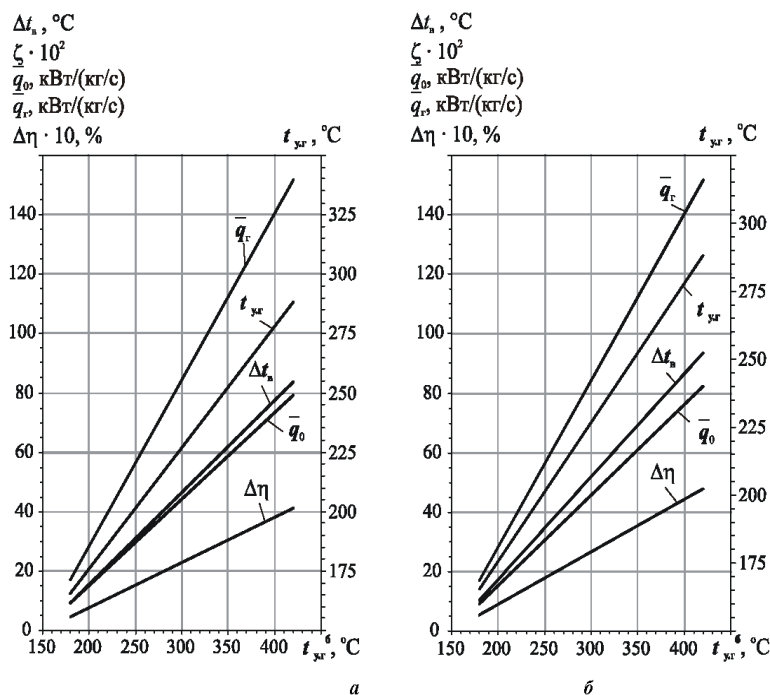 Δtв, °C
ζ · 10²
q̅₀, кВт/(кг/с)
q̅г, кВт/(кг/с)
Δη · 10, %
tу.г, °C
140
120
100
80
60
40
20
0
325
300
275
250
225
200
175
150 200 250 300 350 400 tу.гб, °C
q̅г
tу.г
Δtв
q̅₀
Δη
а
Δtв, °C
ζ · 10²
q̅₀, кВт/(кг/с)
q̅г, кВт/(кг/с)
Δη · 10, %
tу.г, °C
140
120
100
80
60
40
20
0
300
275
250
225
200
175
150 200 250 300 350 400 tу.гб, °C
q̅г
tу.г
Δtв
q̅₀
Δη
б